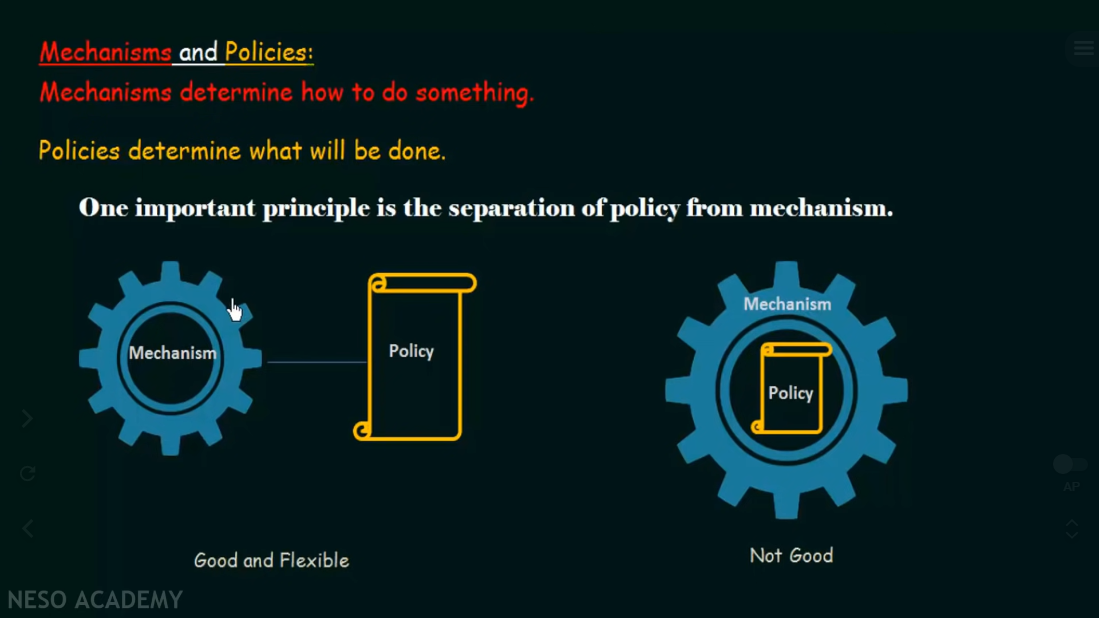 Mechanisms and Policies:
Mechanisms determine how to do something.
Policies determine what will be done.
One important principle is the separation of policy from mechanism.
Mechanism
Policy
Mechanism
Policy
Good and Flexible
Not Good
AP
NESO ACADEMY